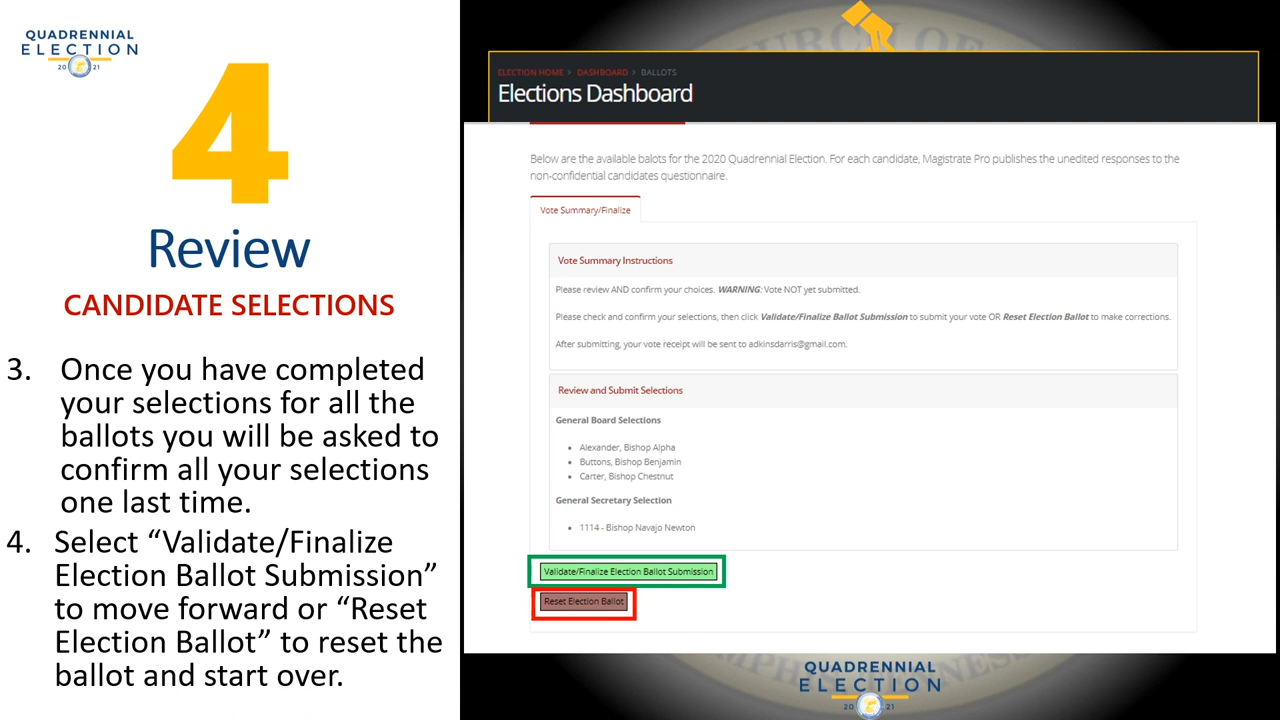 QUADRENNIAL
ELECTION
20 21
4
Review
CANDIDATE SELECTIONS
3. Once you have completed
your selections for all the
ballots you will be asked to
confirm all your selections
one last time.
4. Select “Validate/Finalize
Election Ballot Submission”
to move forward or “Reset
Election Ballot” to reset the
ballot and start over.
CHURCH OF
ELECTION HOME > DASHBOARD > BALLOTS
Elections Dashboard
Below are the available balots for the 2020 Quadrennial Election. For each candidate, Magistrate Pro publishes the unedited responses to the
non-confidential candidates questionnaire.
Vote Summary/Finalize
Vote Summary Instructions
Please review AND confirm your choices. WARNING: Vote NOT yet submitted.
Please check and confirm your selections, then click Validate/Finalize Ballot Submission to submit your vote OR Reset Election Ballot to make corrections.
After submitting, your vote receipt will be sent to adkinsdarris@gmail.com.
Review and Submit Selections
General Board Selections
• Alexander, Bishop Alpha
• Buttons, Bishop Benjamin
• Carter, Bishop Chestnut
General Secretary Selection
• 1114 - Bishop Navajo Newton
Validate/Finalize Election Ballot Submission
Reset Election Ballot
QUADRENNIAL
ELECTION
20 21